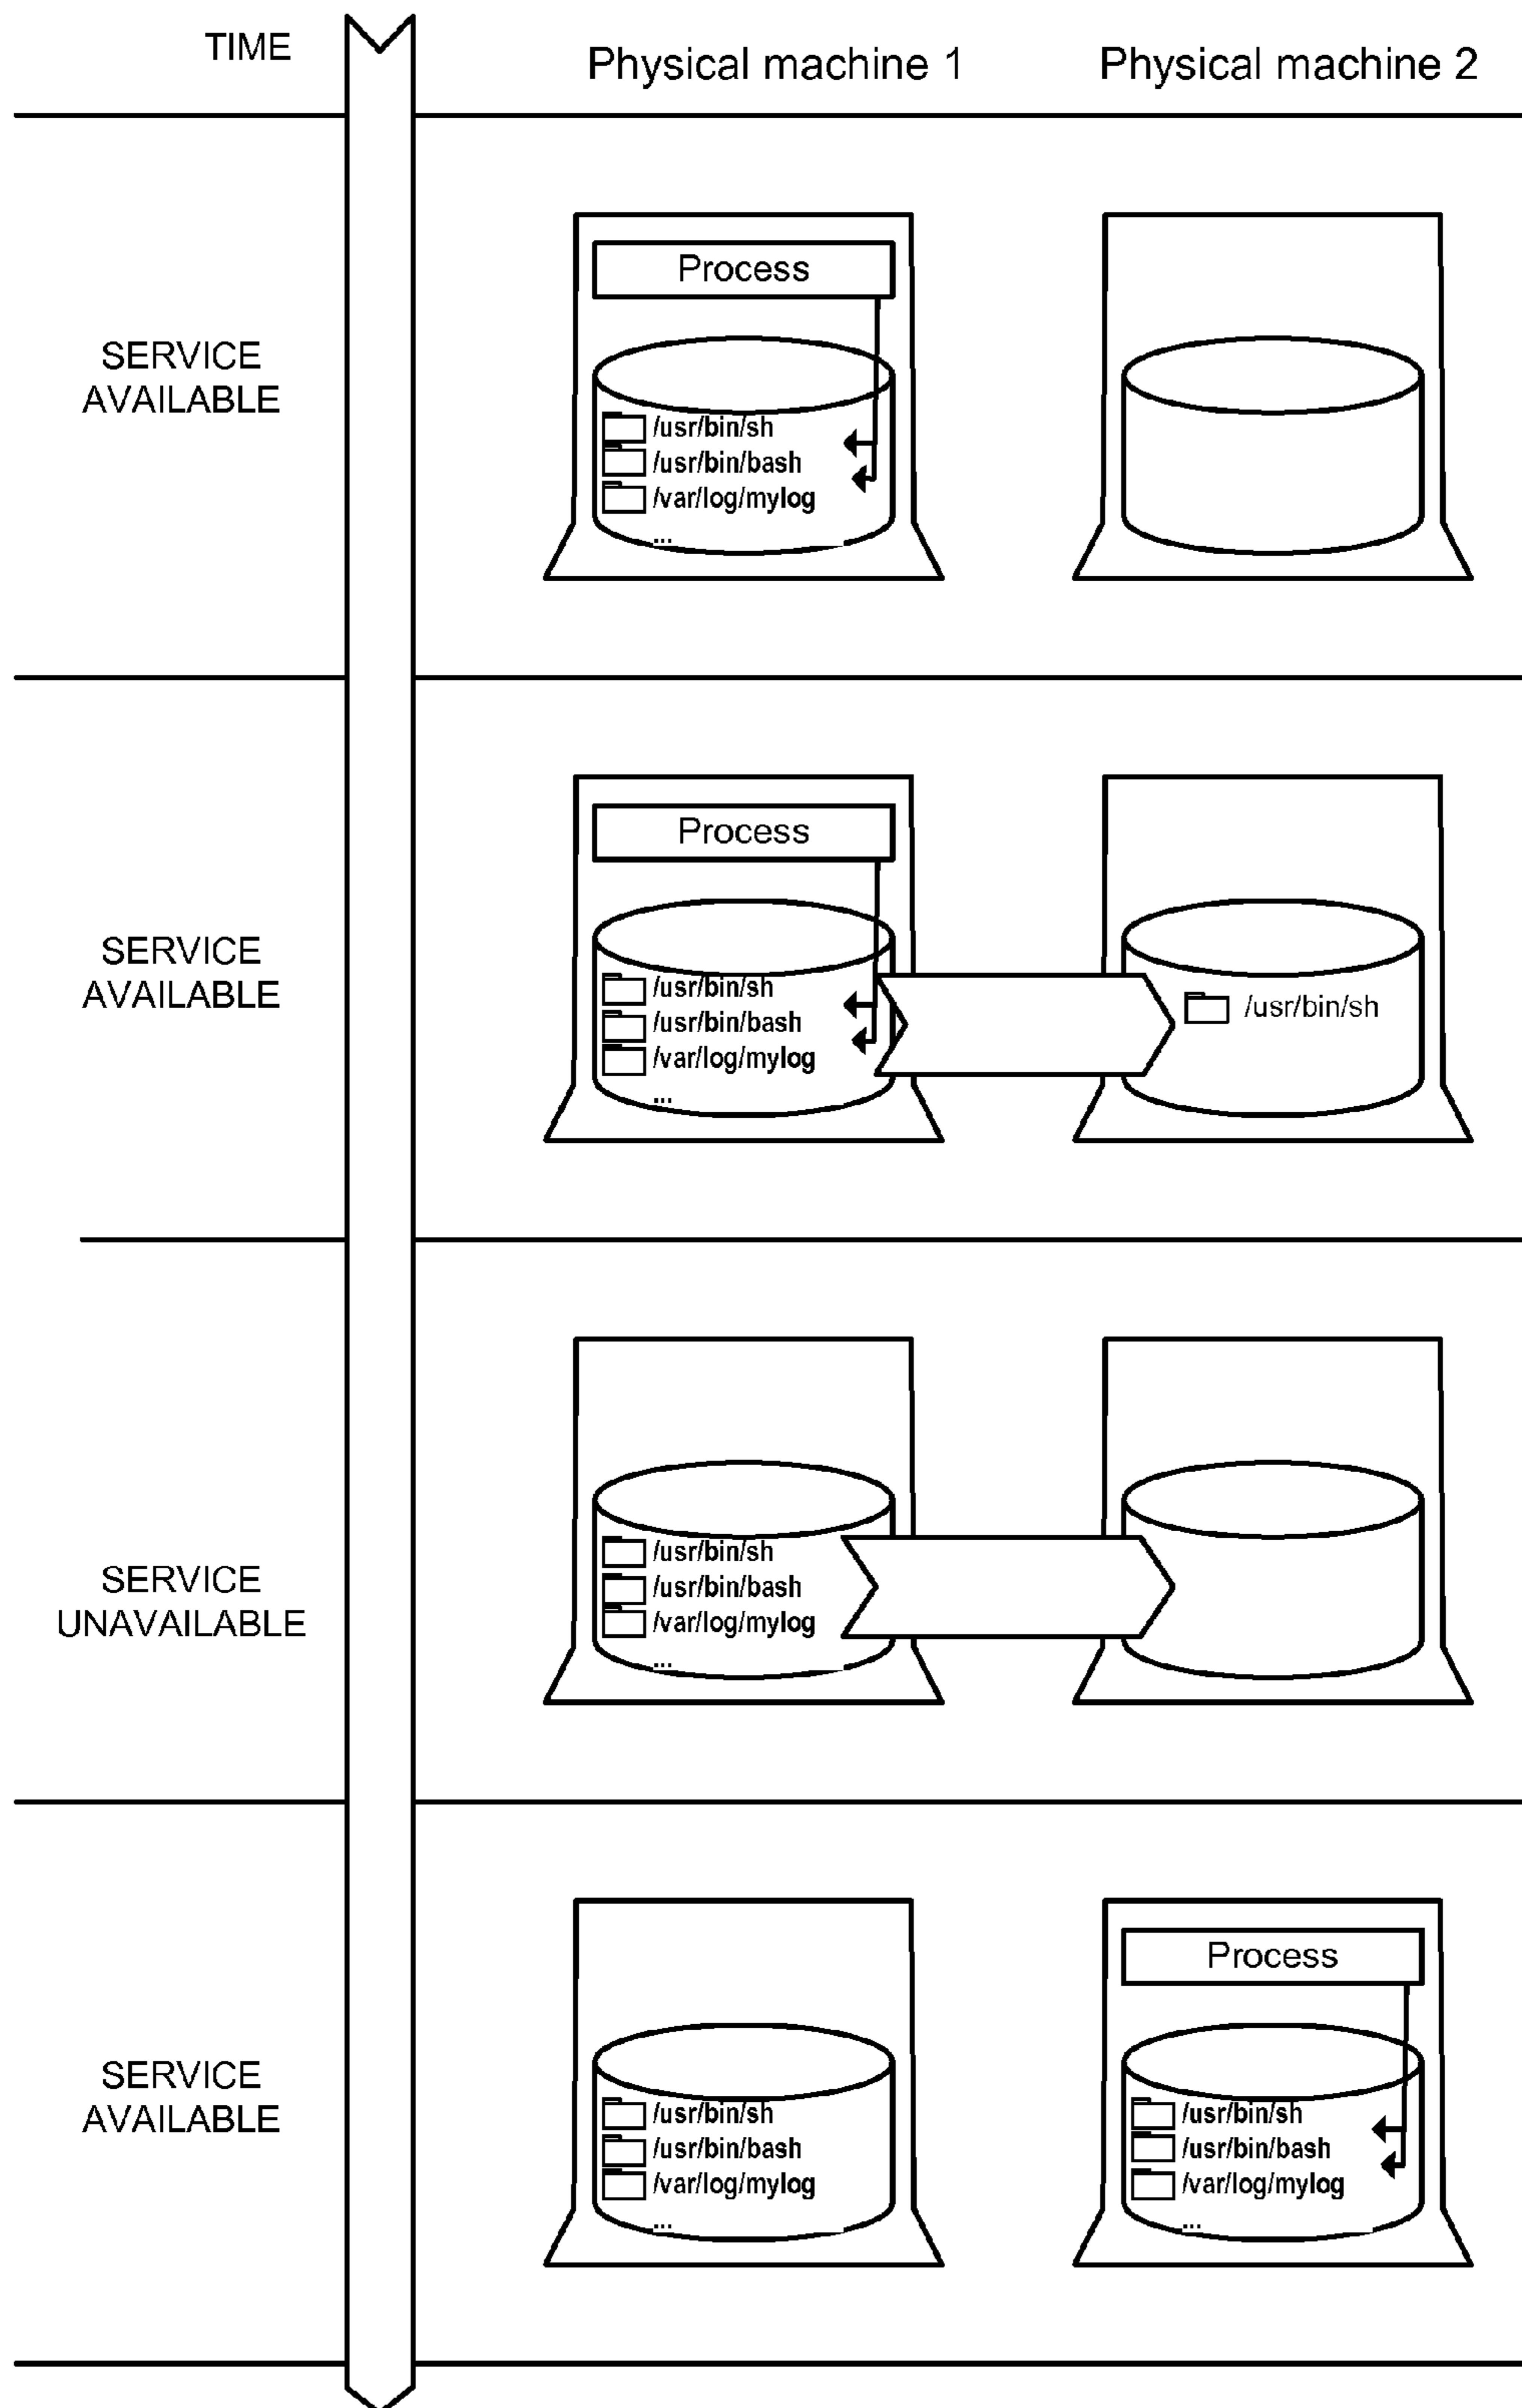 TIME
Physical machine 1
Physical machine 2
SERVICE
AVAILABLE
Process
/usr/bin/sh
/usr/bin/bash
/var/log/mylog
...
SERVICE
AVAILABLE
Process
/usr/bin/sh
/usr/bin/bash
/var/log/mylog
...
/usr/bin/sh
SERVICE
UNAVAILABLE
/usr/bin/sh
/usr/bin/bash
/var/log/mylog
...
SERVICE
AVAILABLE
/usr/bin/sh
/usr/bin/bash
/var/log/mylog
...
Process
/usr/bin/sh
/usr/bin/bash
/var/log/mylog
...